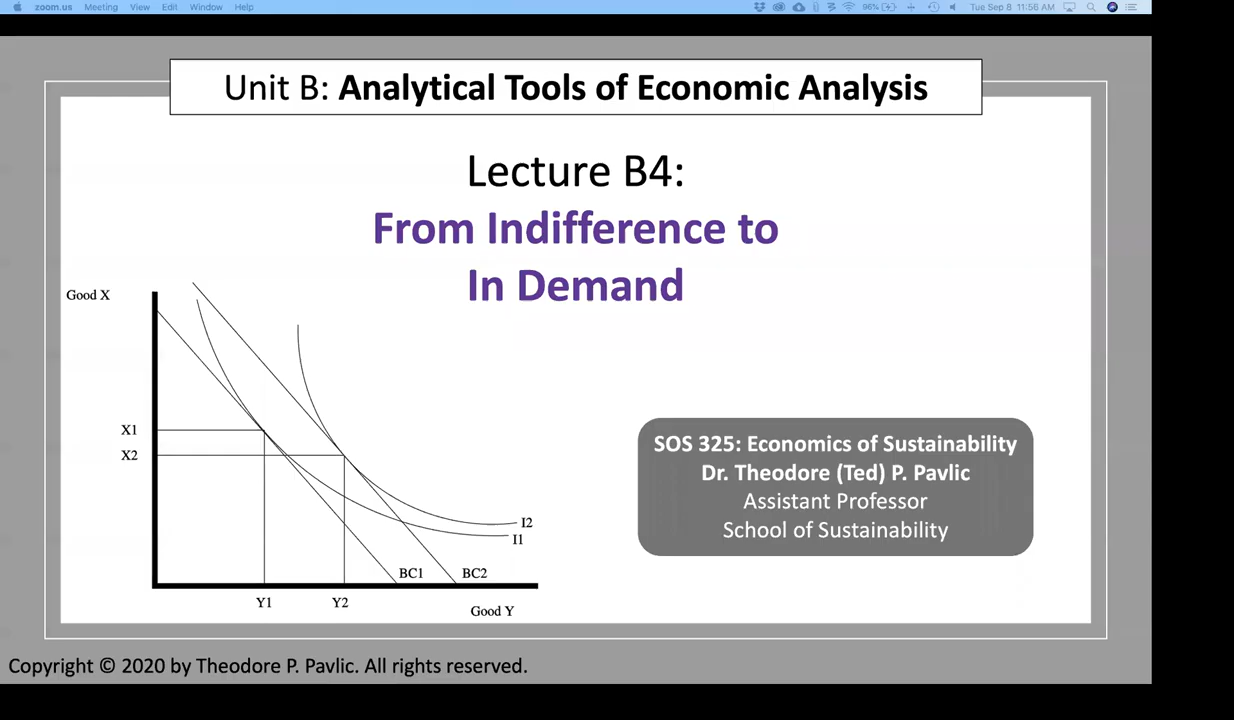 zoom.us Meeting View Edit Window Help 96% Tue Sep 8 11:56 AM
Unit B: Analytical Tools of Economic Analysis
Lecture B4:
From Indifference to
In Demand
Good X
X1
X2
I2
I1
BC1 BC2
Y1 Y2
Good Y
SOS 325: Economics of Sustainability
Dr. Theodore (Ted) P. Pavlic
Assistant Professor
School of Sustainability
Copyright © 2020 by Theodore P. Pavlic. All rights reserved.